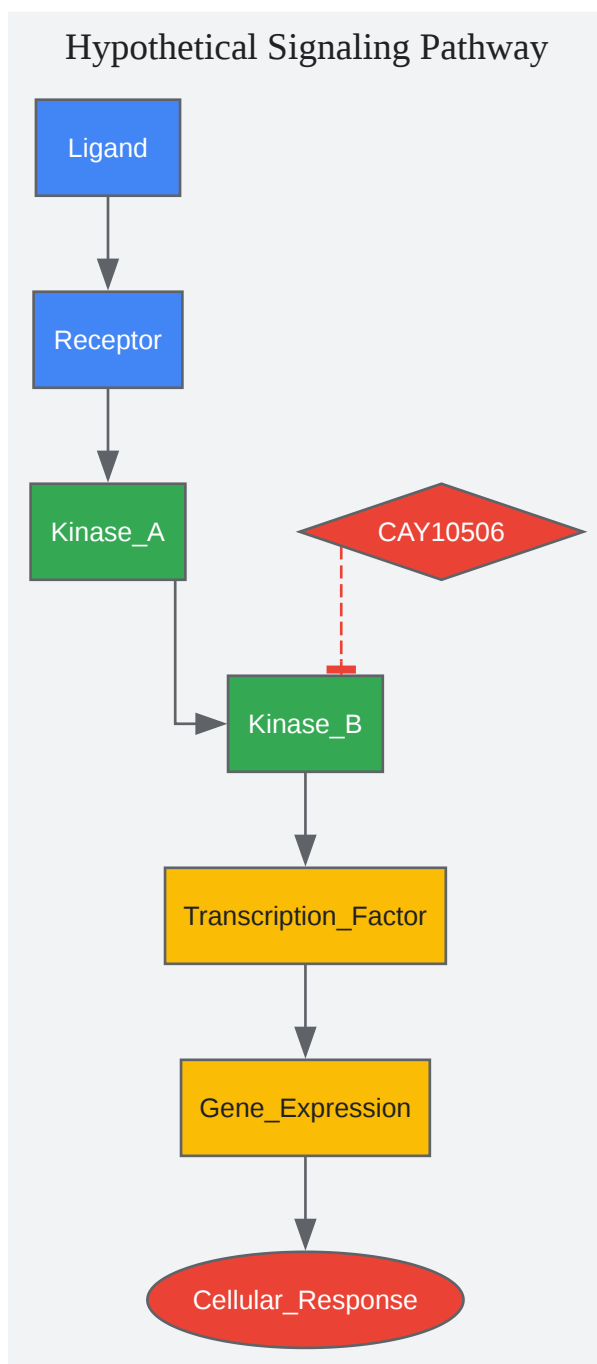 Hypothetical Signaling Pathway
Ligand
Receptor
Kinase_A
CAY10506
Kinase_B
Transcription_Factor
Gene_Expression
Cellular_Response